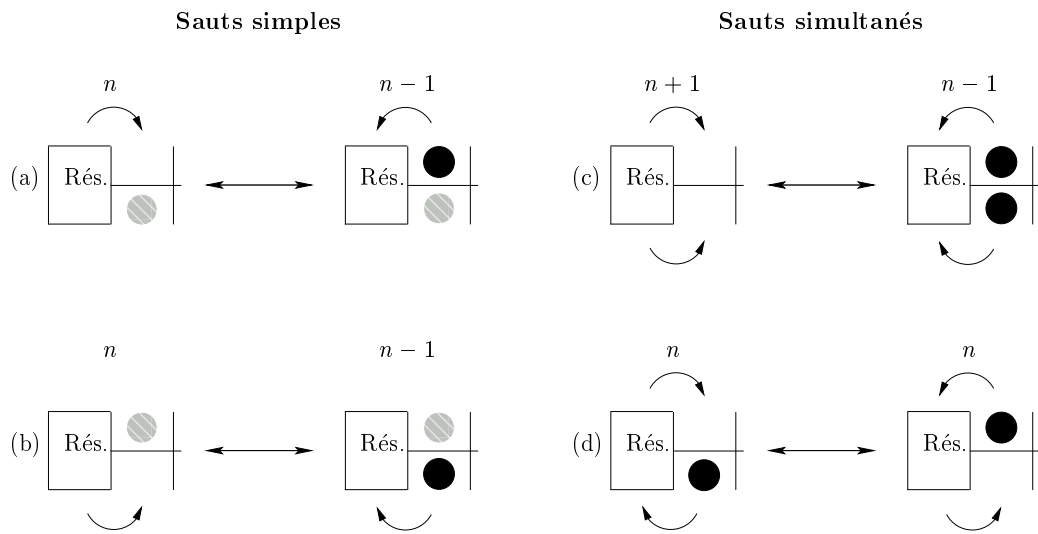 Sauts simples
Sauts simultanés
n
n − 1
n + 1
n − 1
(a)
Rés.
Rés.
(c)
Rés.
Rés.
n
n − 1
n
n
(b)
Rés.
Rés.
(d)
Rés.
Rés.